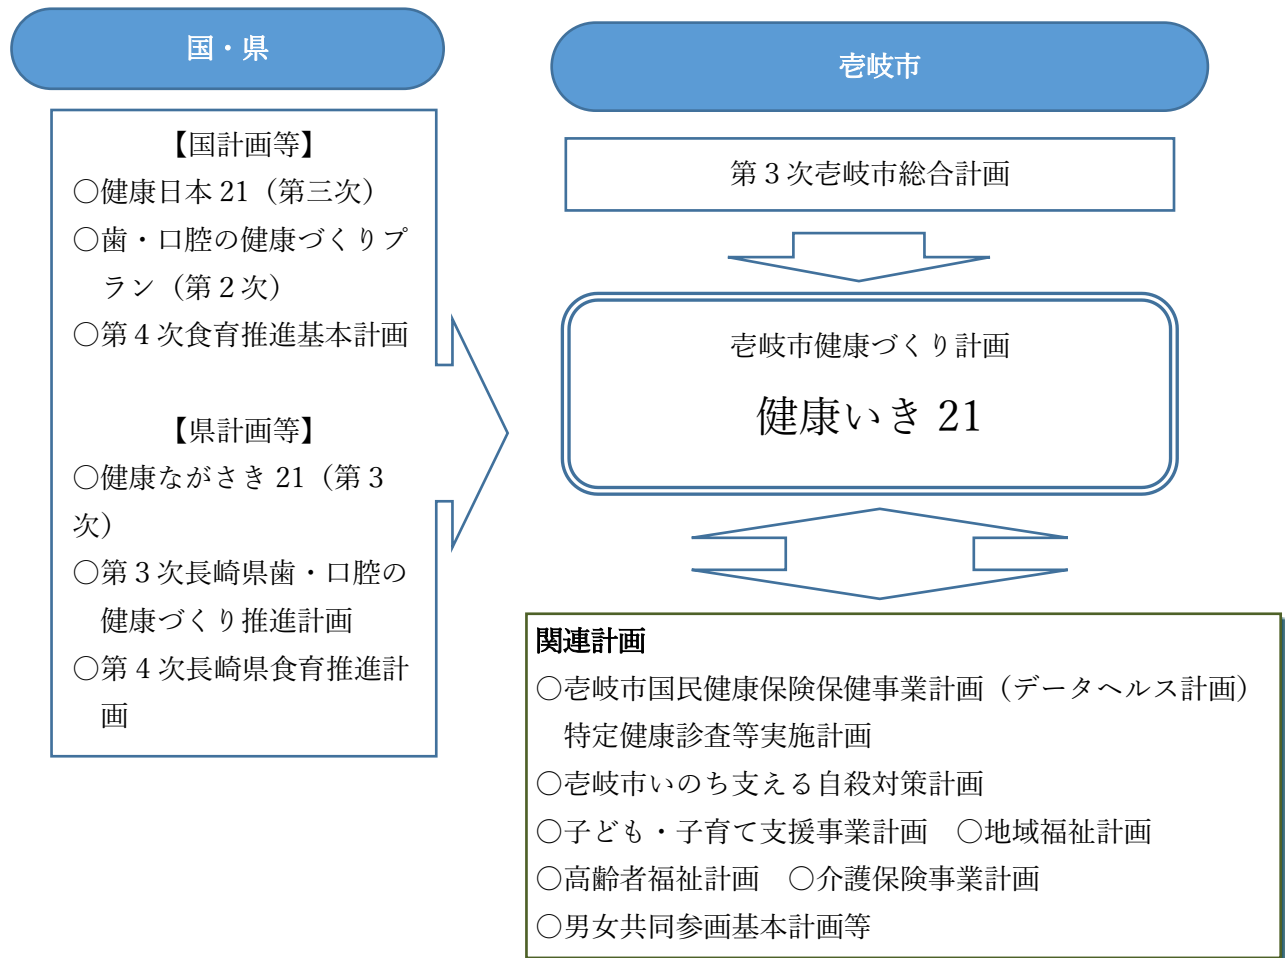 国・県
【国計画等】
○健康日本 21（第三次）
○歯・口腔の健康づくりプ
ラン（第２次）
○第４次食育推進基本計画
【県計画等】
○健康ながさき 21（第３
次）
○第３次長崎県歯・口腔の
健康づくり推進計画
○第 4 次長崎県食育推進計
画
壱岐市
第３次壱岐市総合計画
壱岐市健康づくり計画
健康いき 21
関連計画
○壱岐市国民健康保険保健事業計画（データヘルス計画）
特定健康診査等実施計画
○壱岐市いのち支える自殺対策計画
○子ども・子育て支援事業計画　○地域福祉計画
○高齢者福祉計画　○介護保険事業計画
○男女共同参画基本計画等